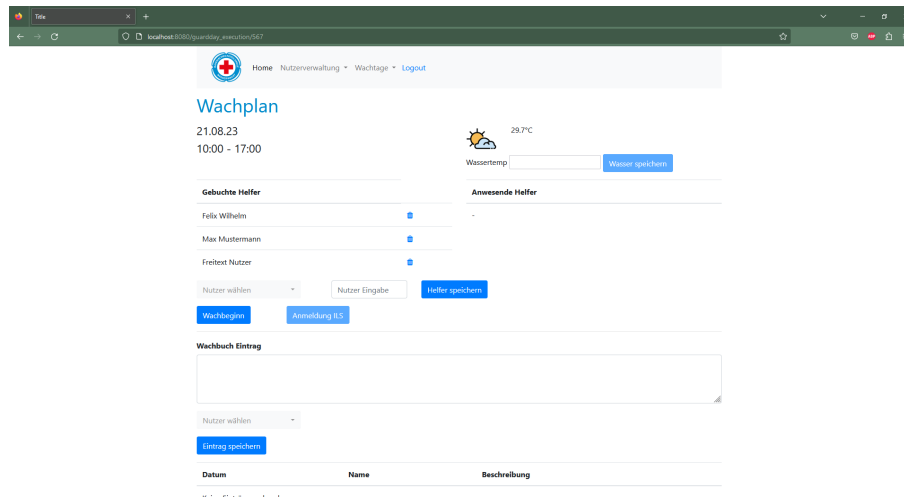 Title
localhost:8080/guardday_execution/567
Home Nutzerverwaltung Wachtage Logout
Wachplan
21.08.23
10:00 - 17:00
29.7°C
Wassertemp Wasser speichern
Gebuchte Helfer
Anwesende Helfer
Felix Wilhelm
-
Max Mustermann
Freitext Nutzer
Nutzer wählen Nutzer Eingabe Helfer speichern
Wachbeginn Anmeldung ILS
Wachbuch Eintrag
Nutzer wählen
Eintrag speichern
Datum Name Beschreibung